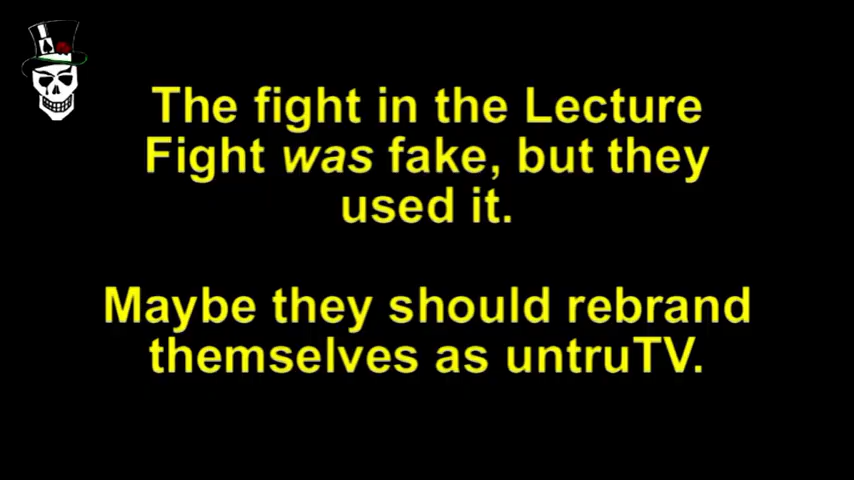 The fight in the Lecture
Fight was fake, but they
used it.
Maybe they should rebrand
themselves as untruTV.